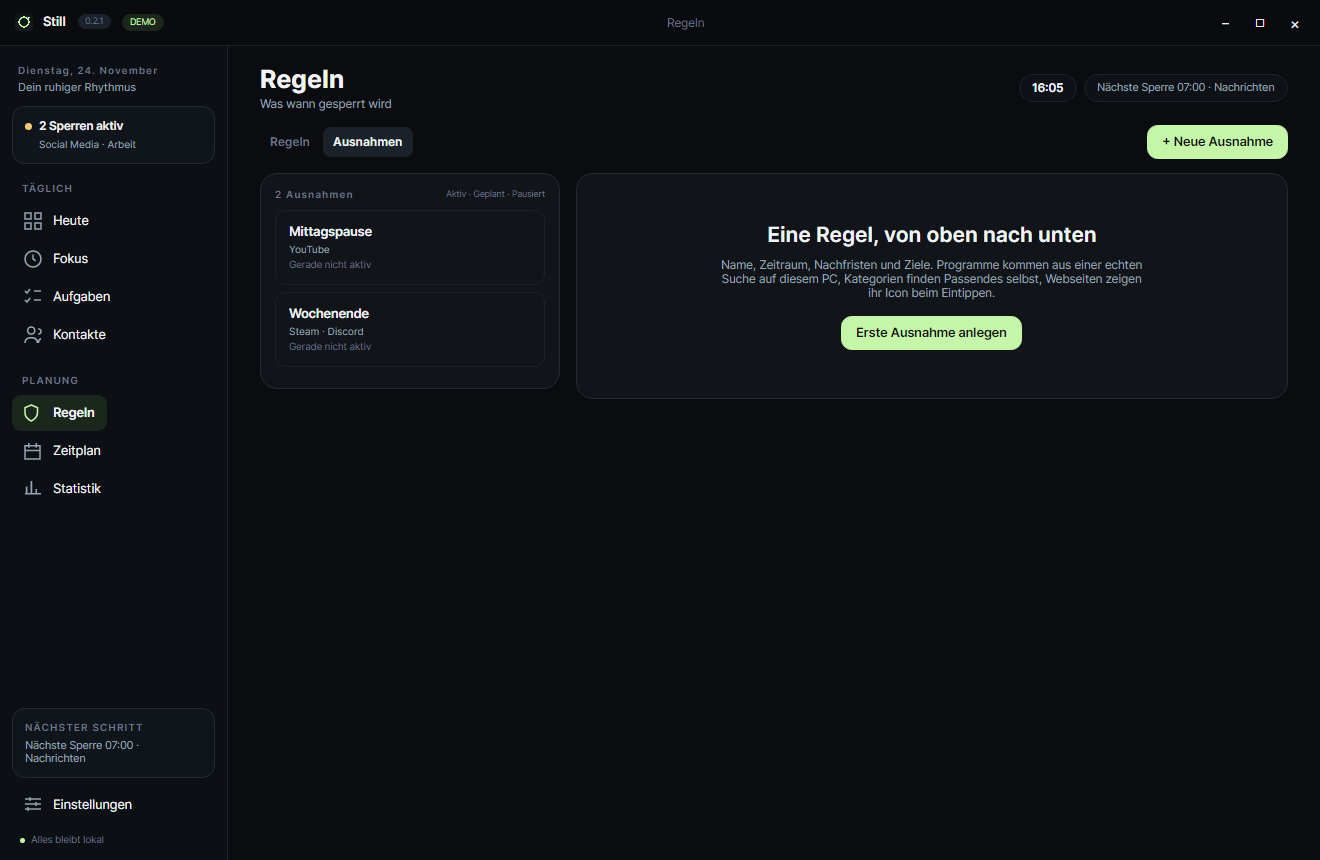 Still 0.2.1 DEMO
Regeln
Dienstag, 24. November
Dein ruhiger Rhythmus
2 Sperren aktiv
Social Media · Arbeit
TÄGLICH
Heute
Fokus
Aufgaben
Kontakte
PLANUNG
Regeln
Zeitplan
Statistik
NÄCHSTER SCHRITT
Nächste Sperre 07:00 ·
Nachrichten
Einstellungen
Alles bleibt lokal
Regeln
Was wann gesperrt wird
16:05
Nächste Sperre 07:00 · Nachrichten
Regeln Ausnahmen
+ Neue Ausnahme
2 Ausnahmen
Aktiv · Geplant · Pausiert
Mittagspause
YouTube
Gerade nicht aktiv
Wochenende
Steam · Discord
Gerade nicht aktiv
Eine Regel, von oben nach unten
Name, Zeitraum, Nachfristen und Ziele. Programme kommen aus einer echten
Suche auf diesem PC, Kategorien finden Passendes selbst, Webseiten zeigen
ihr Icon beim Eintippen.
Erste Ausnahme anlegen